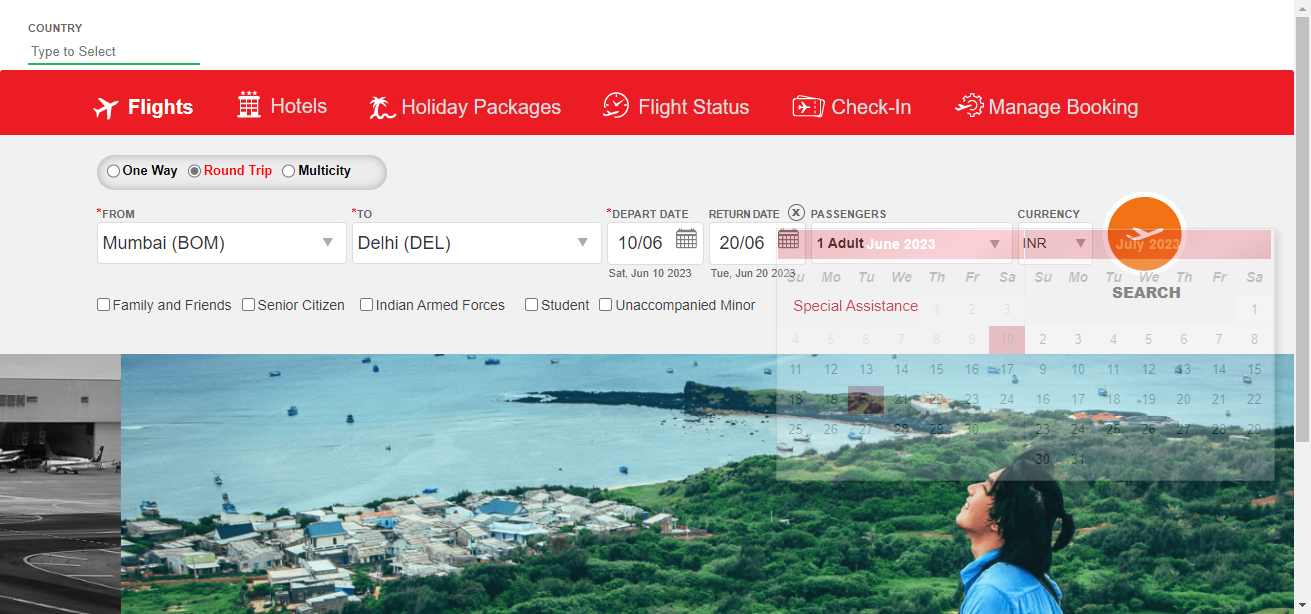 COUNTRY
Type to Select
Flights Hotels Holiday Packages Flight Status Check-In Manage Booking
One Way Round Trip Multicity
*FROM *TO *DEPART DATE RETURN DATE PASSENGERS CURRENCY
Mumbai (BOM) Delhi (DEL) 10/06 20/06 1 Adult June 2023 INR July 2023
Sat, Jun 10 2023 Tue, Jun 20 2023
Su Mo Tu We Th Fr Sa Su Mo Tu We Th Fr Sa
SEARCH
Family and Friends Senior Citizen Indian Armed Forces Student Unaccompanied Minor Special Assistance
1 2 3 1
4 5 6 7 8 9 10 2 3 4 5 6 7 8
11 12 13 14 15 16 17 9 10 11 12 13 14 15
18 19 21 22 23 24 16 17 18 19 20 21 22
25 26 27 28 29 30 23 24 25 26 27 28 29
30 31